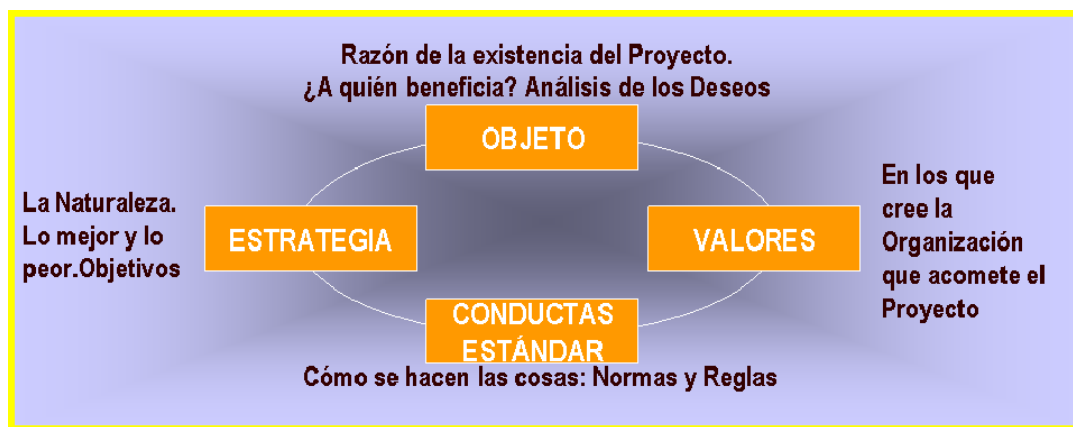 Razón de la existencia del Proyecto.
¿A quién beneficia? Análisis de los Deseos
OBJETO
La Naturaleza.
Lo mejor y lo
peor.Objetivos
ESTRATEGIA
VALORES
En los que
cree la
Organización
que acomete el
Proyecto
CONDUCTAS
ESTÁNDAR
Cómo se hacen las cosas: Normas y Reglas